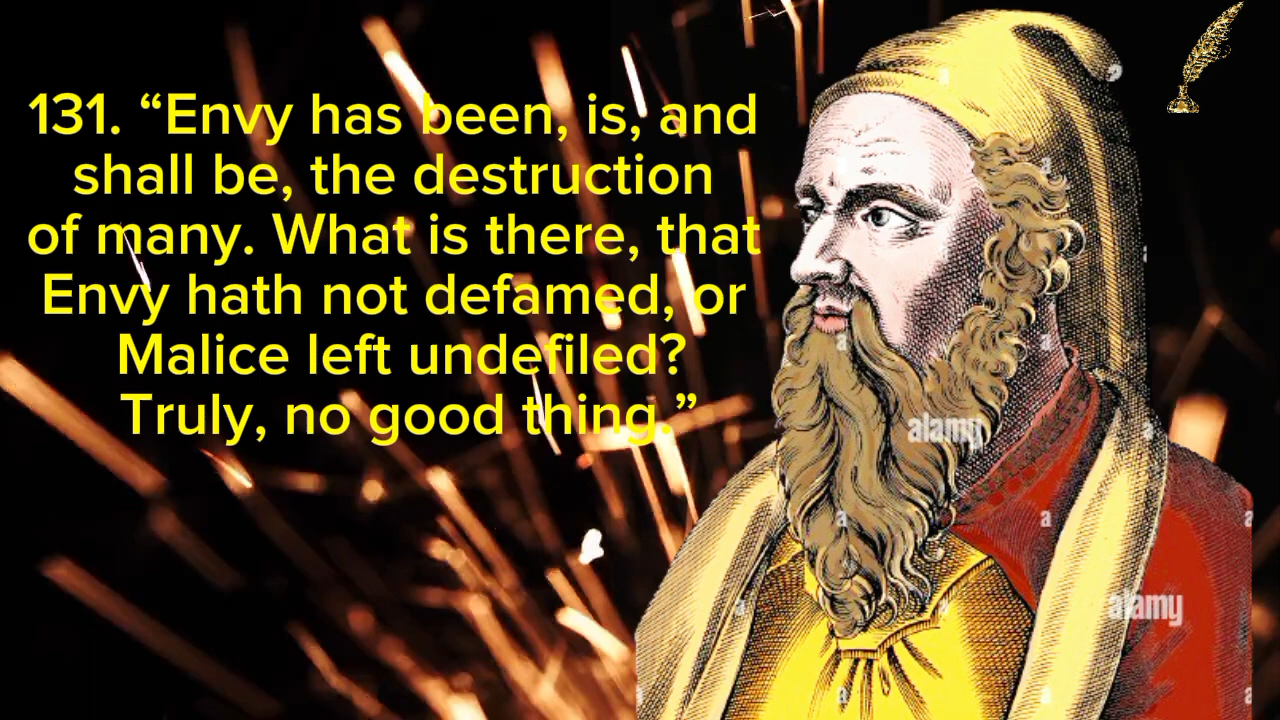 131. “Envy has been, is, and
shall be, the destruction
of many. What is there, that
Envy hath not defamed, or
Malice left undefiled?
Truly, no good thing.”
alamy
alamy
a
a
a
a
a
a
a
a
a
a
a
a
a
a